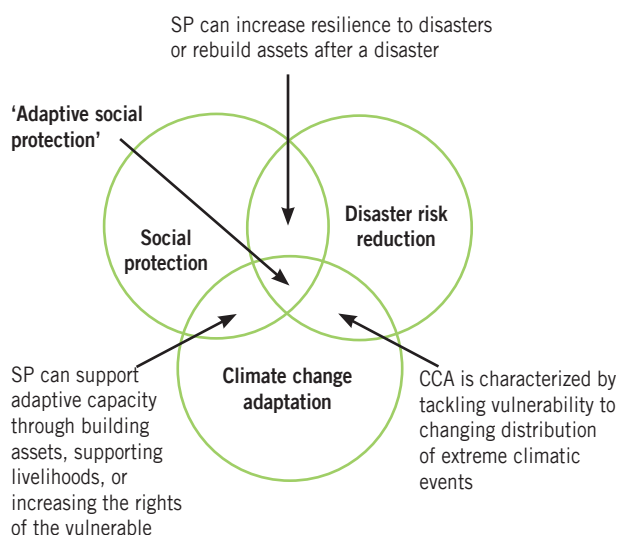 SP can increase resilience to disasters
or rebuild assets after a disaster
‘Adaptive social
protection’
Social
protection
Disaster risk
reduction
Climate change
adaptation
SP can support
adaptive capacity
through building
assets, supporting
livelihoods, or
increasing the rights
of the vulnerable
CCA is characterized by
tackling vulnerability to
changing distribution
of extreme climatic
events